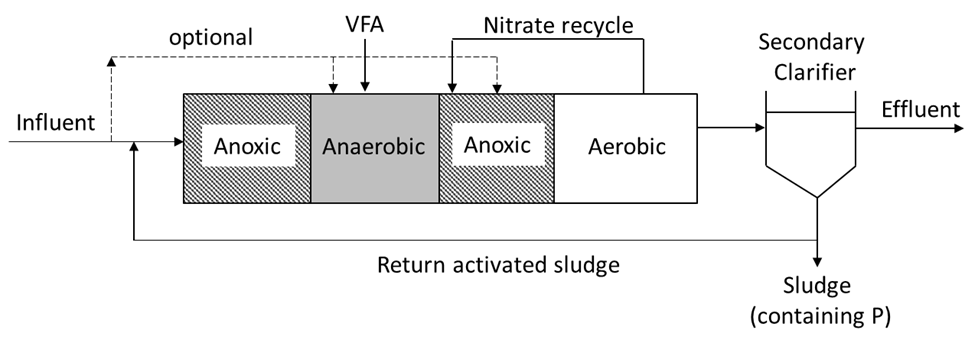 VFA
Nitrate recycle
optional
Secondary
Clarifier
Influent
Effluent
Anoxic
Anaerobic
Anoxic
Aerobic
Return activated sludge
Sludge
(containing P)